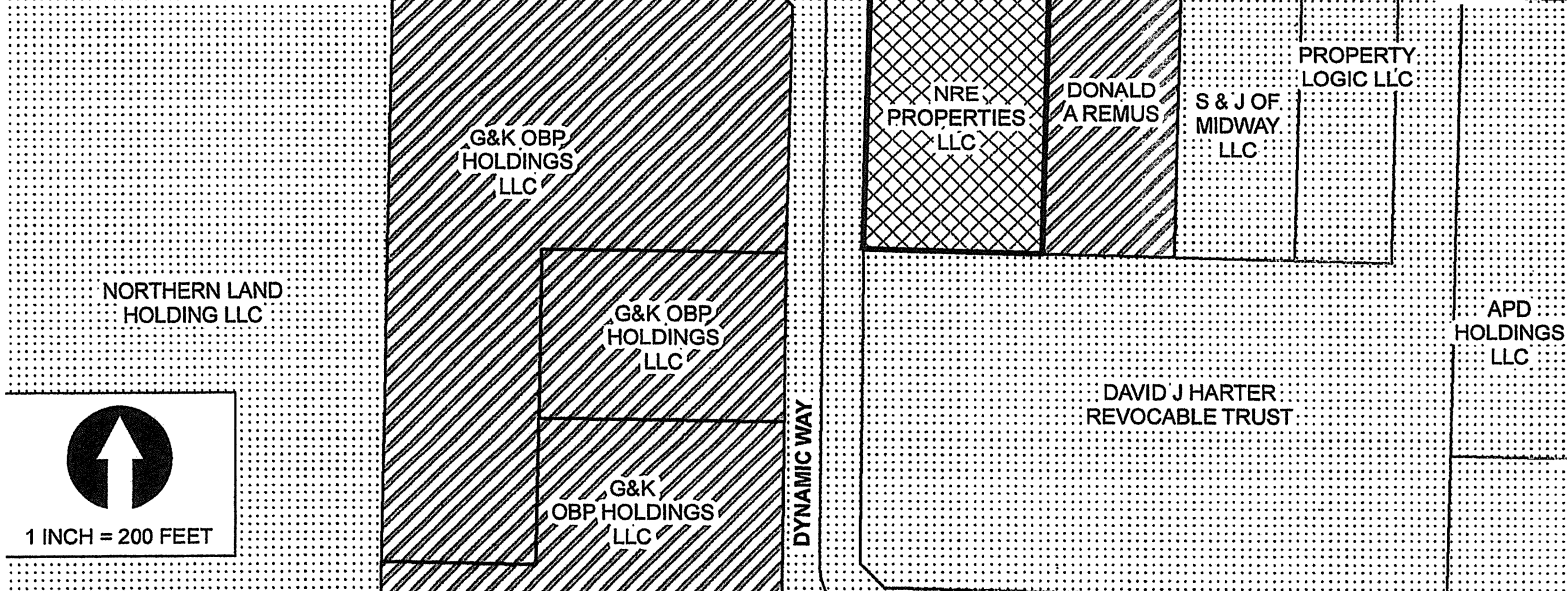 G&K OBP
HOLDINGS
LLC
NRE
PROPERTIES
LLC
DONALD
A REMUS
S & J OF
MIDWAY
LLC
PROPERTY
LOGIC LLC
NORTHERN LAND
HOLDING LLC
G&K OBP
HOLDINGS
LLC
APD
HOLDINGS
LLC
DAVID J HARTER
REVOCABLE TRUST
DYNAMIC WAY
G&K
OBP HOLDINGS
LLC
1 INCH = 200 FEET